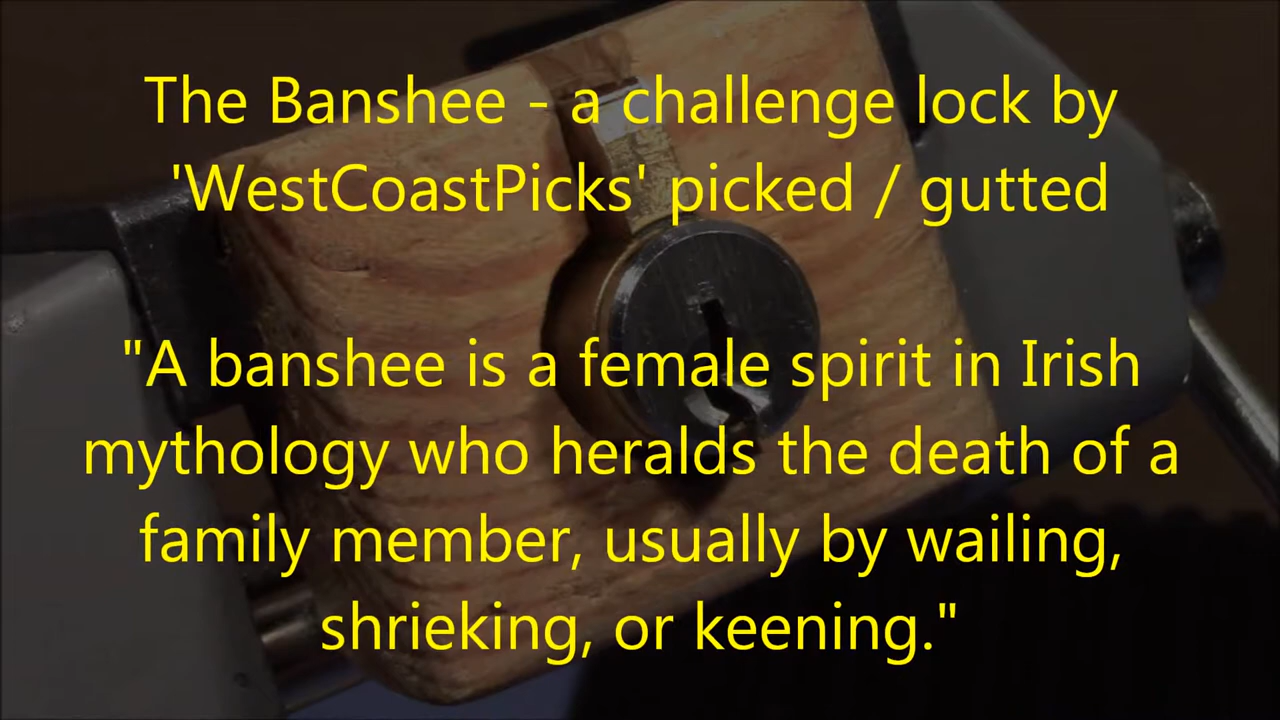 The Banshee - a challenge lock by
'WestCoastPicks' picked / gutted
"A banshee is a female spirit in Irish
mythology who heralds the death of a
family member, usually by wailing,
shrieking, or keening."